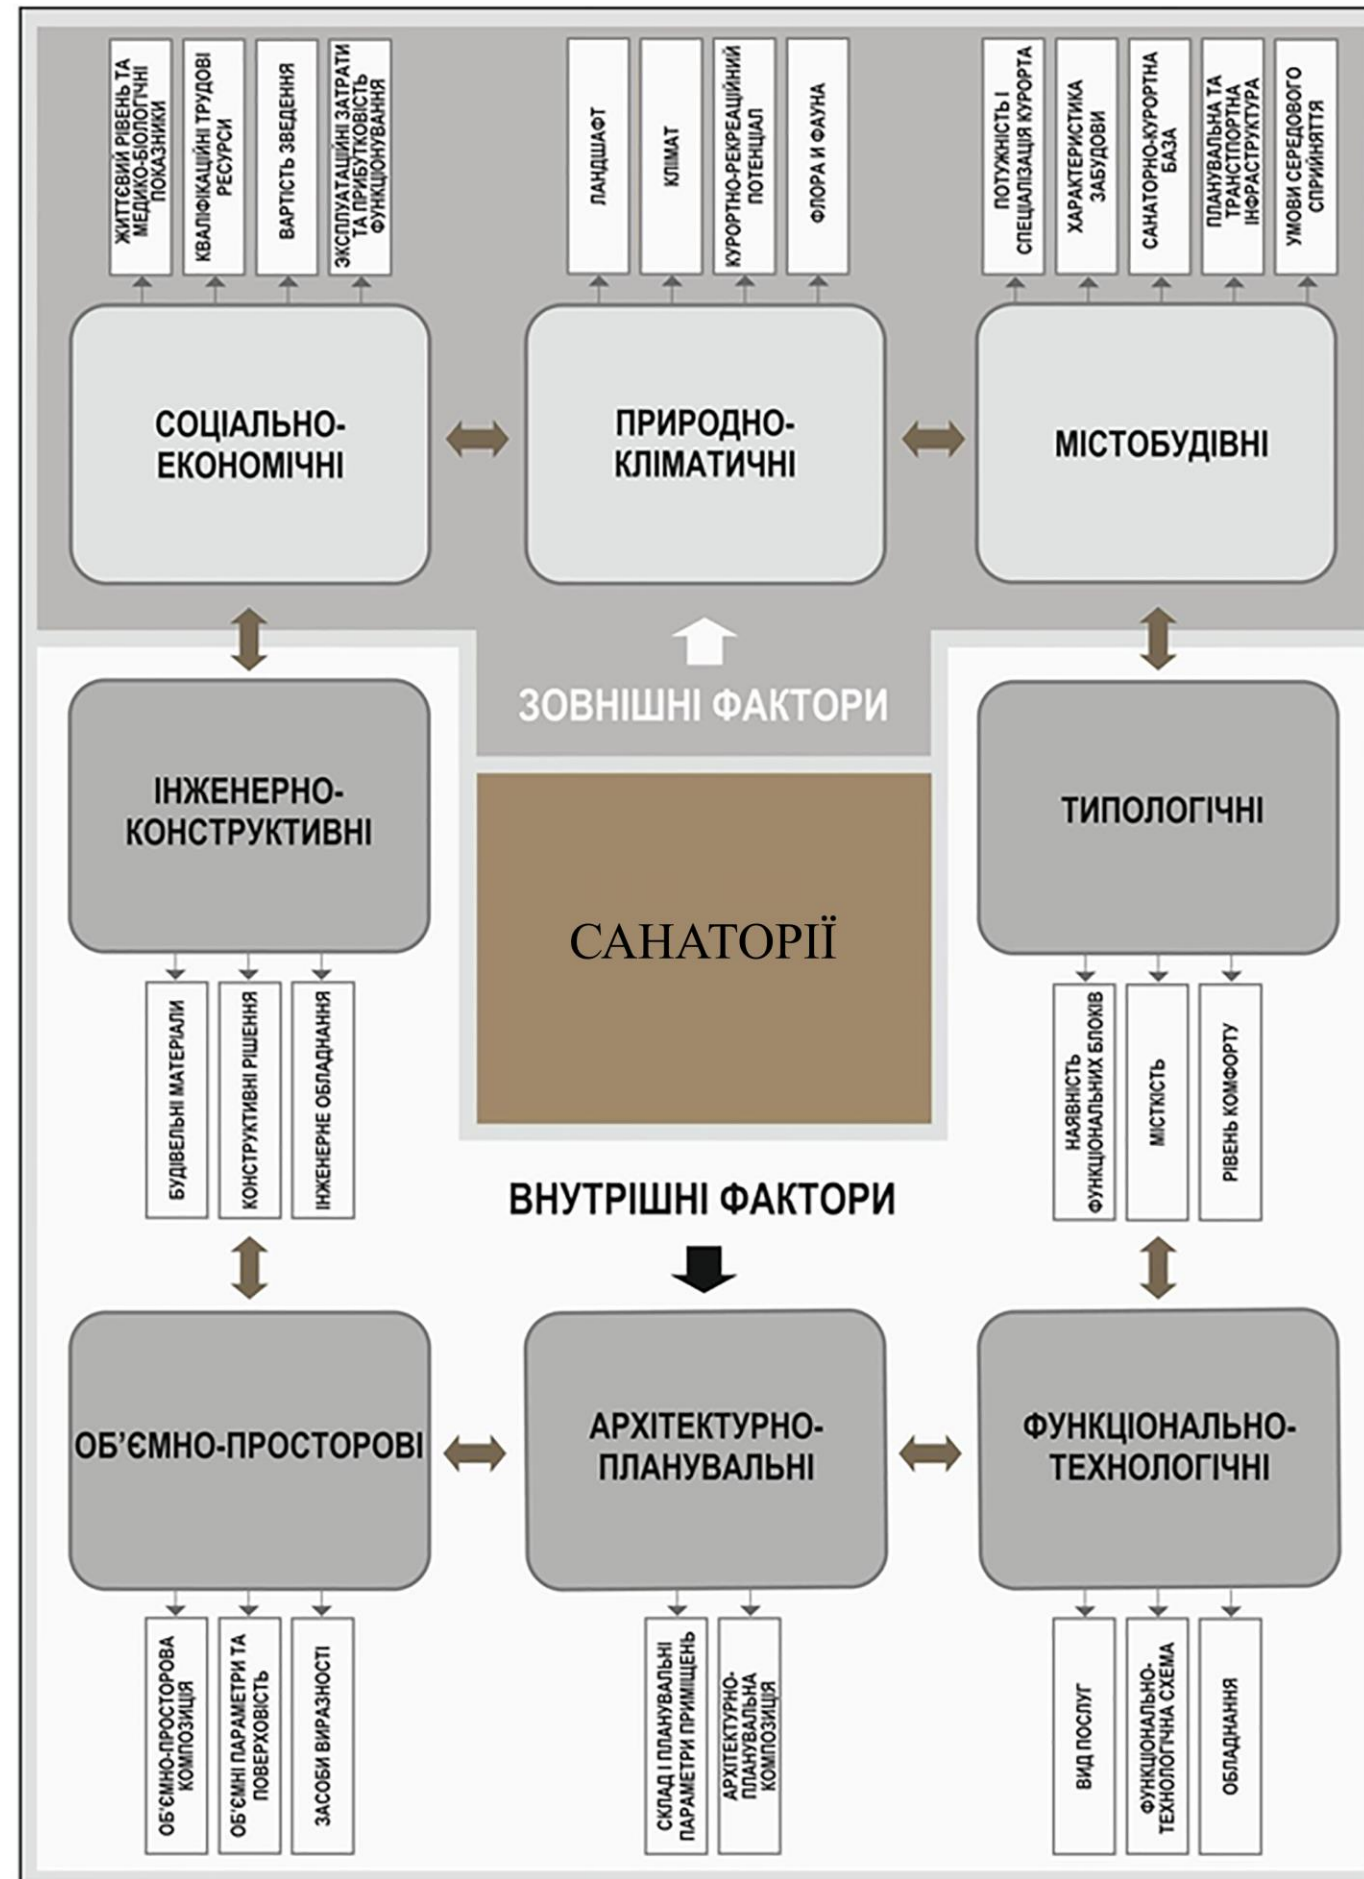 ЖИТТЄВИЙ РІВЕНЬ ТА
МЕДИКО-БІОЛОГІЧНІ
ПОКАЗНИКИ
КВАЛІФІКАЦІЙНІ ТРУДОВІ
РЕСУРСИ
ВАРТІСТЬ ЗВЕДЕННЯ
ЭКСПЛУАТАЦІЙНІ ЗАТРАТИ
ТА ПРИБУТКОВІСТЬ
ФУНКЦІОНУВАННЯ
ЛАНДШАФТ
КЛІМАТ
КУРОРТНО-РЕКРЕАЦІЙНИЙ
ПОТЕНЦІАЛ
ФЛОРА И ФАУНА
ПОТУЖНІСТЬ І
СПЕЦІАЛІЗАЦІЯ КУРОРТА
ХАРАКТЕРИСТИКА
ЗАБУДОВИ
САНАТОРНО-КУРОРТНА
БАЗА
ПЛАНУВАЛЬНА ТА
ТРАНСПОРТНА
ІНФРАСТРУКТУРА
УМОВИ СЕРЕДОВОГО
СПРИЙНЯТТЯ
СОЦІАЛЬНО-
ЕКОНОМІЧНІ
ПРИРОДНО-
КЛІМАТИЧНІ
МІСТОБУДІВНІ
ЗОВНІШНІ ФАКТОРИ
ІНЖЕНЕРНО-
КОНСТРУКТИВНІ
ТИПОЛОГІЧНІ
САНАТОРІЇ
БУДІВЕЛЬНІ МАТЕРІАЛИ
КОНСТРУКТИВНІ РІШЕННЯ
ІНЖЕНЕРНЕ ОБЛАДНАННЯ
НАЯВНІСТЬ
ФУНКЦІОНАЛЬНИХ БЛОКІВ
МІСТКІСТЬ
РІВЕНЬ КОМФОРТУ
ВНУТРІШНІ ФАКТОРИ
ОБ’ЄМНО-ПРОСТОРОВІ
АРХІТЕКТУРНО-
ПЛАНУВАЛЬНІ
ФУНКЦІОНАЛЬНО-
ТЕХНОЛОГІЧНІ
ОБ’ЄМНО-ПРОСТОРОВА
КОМПОЗИЦІЯ
ОБ’ЄМНІ ПАРАМЕТРИ ТА
ПОВЕРХОВІСТЬ
ЗАСОБИ ВИРАЗНОСТІ
СКЛАД І ПЛАНУВАЛЬНІ
ПАРАМЕТРИ ПРИМІЩЕНЬ
АРХІТЕКТУРНО-
ПЛАНУВАЛЬНА
КОМПОЗИЦІЯ
ВИД ПОСЛУГ
ФУНКЦІОНАЛЬНО-
ТЕХНОЛОГІЧНА СХЕМА
ОБЛАДНАННЯ